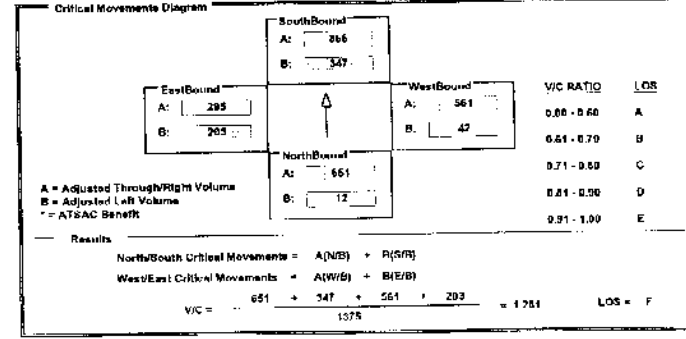 Critical Movements Diagram
SouthBound
A: 866
B: 347
EastBound
A: 295
B: 203
WestBound
A: 561
B. 42
NorthBound
A: 651
B: 12
V/C RATIO LOS
0.00 - 0.60 A
0.61 - 0.70 B
0.71 - 0.80 C
0.81 - 0.90 D
0.91 - 1.00 E
A = Adjusted Through/Right Volume
B = Adjusted Left Volume
* = ATSAC Benefit
Results
North/South Critical Movements = A(N/B) + B(S/B)
West/East Critical Movements = A(W/B) + B(E/B)
V/C = 651 + 347 + 561 + 203 = 1.281 LOS = F
1375